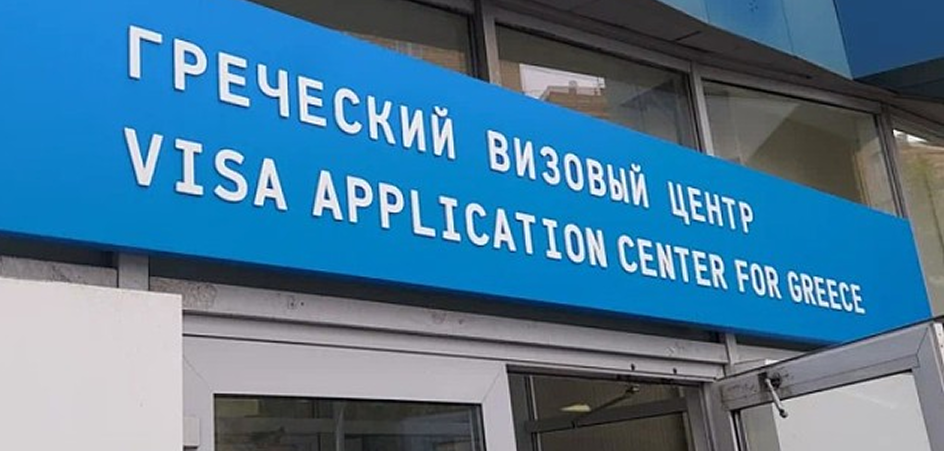 ГРЕЧЕСКИЙ ВИЗОВЫЙ ЦЕНТР
VISA APPLICATION CENTER FOR GREECE